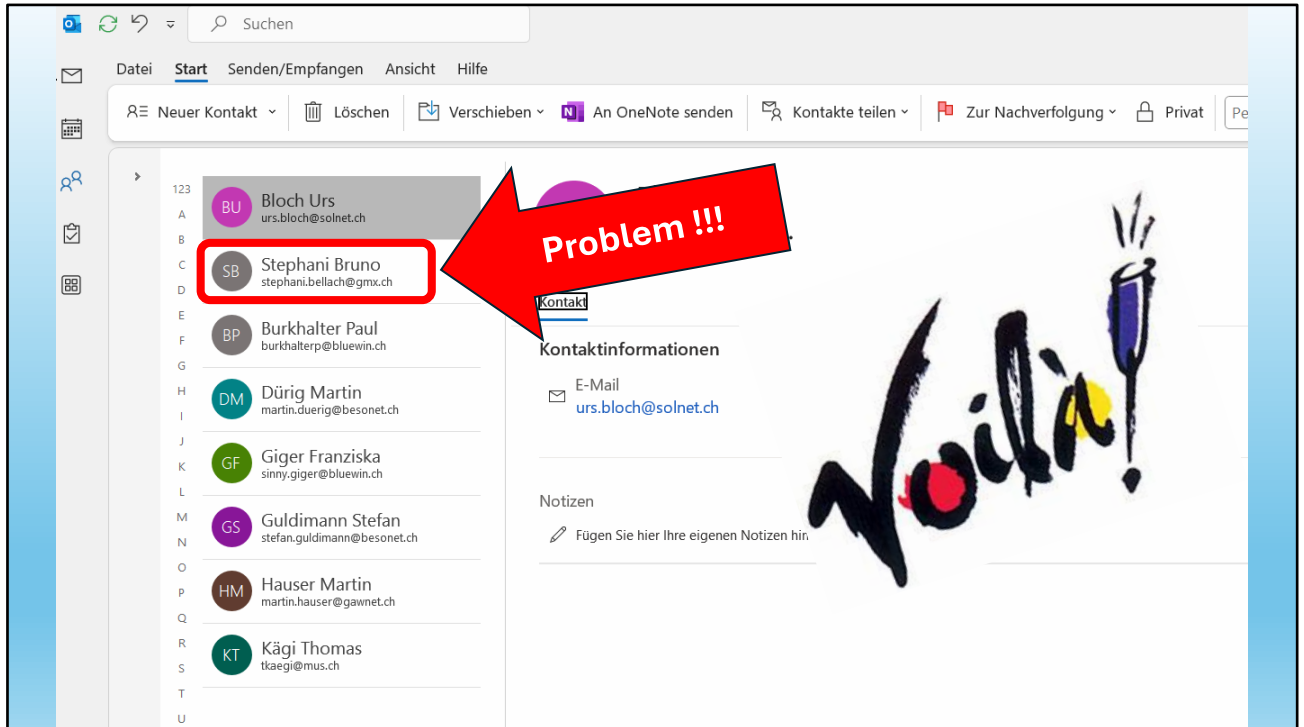 Suchen
Datei Start Senden/Empfangen Ansicht Hilfe
Neuer Kontakt Löschen Verschieben An OneNote senden Kontakte teilen Zur Nachverfolgung Privat Pe
123
A
B
C
D
E
F
G
H
I
J
K
L
M
N
O
P
Q
R
S
T
U
BU Bloch Urs
urs.bloch@solnet.ch
SB Stephani Bruno
stephani.bellach@gmx.ch
BP Burkhalter Paul
burkhalterp@bluewin.ch
DM Dürig Martin
martin.duerig@besonet.ch
GF Giger Franziska
sinny.giger@bluewin.ch
GS Guldimann Stefan
stefan.guldimann@besonet.ch
HM Hauser Martin
martin.hauser@gawnet.ch
KT Kägi Thomas
tkaegi@mus.ch
Problem !!!
Kontakt
Kontaktinformationen
E-Mail
urs.bloch@solnet.ch
Notizen
Fügen Sie hier Ihre eigenen Notizen hin
Voilà!